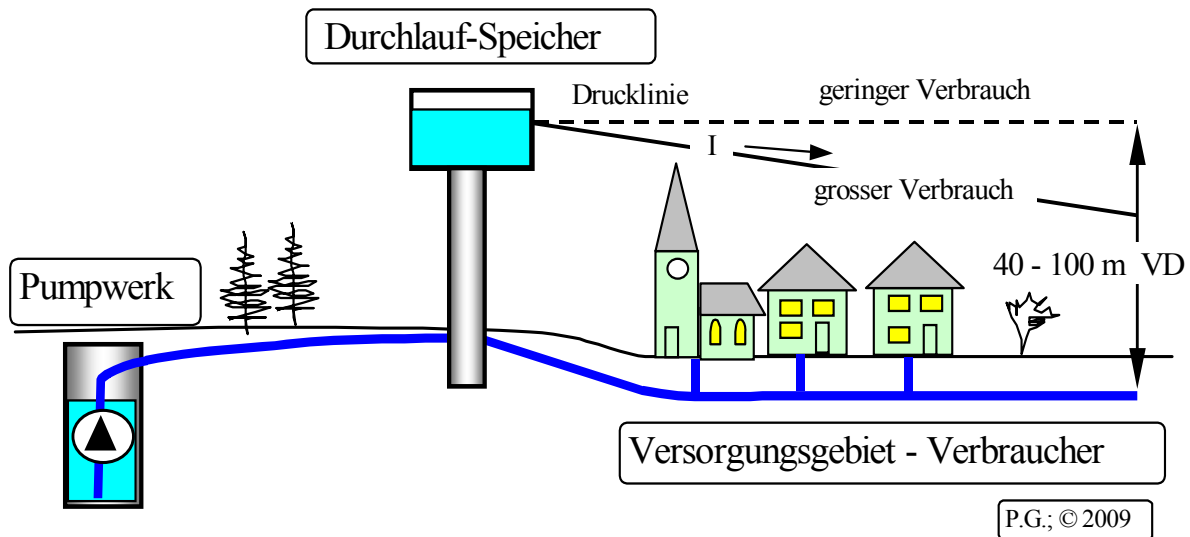 Durchlauf-Speicher
Drucklinie
geringer Verbrauch
I
grosser Verbrauch
40 - 100 m VD
Pumpwerk
Versorgungsgebiet - Verbraucher
P.G.; © 2009